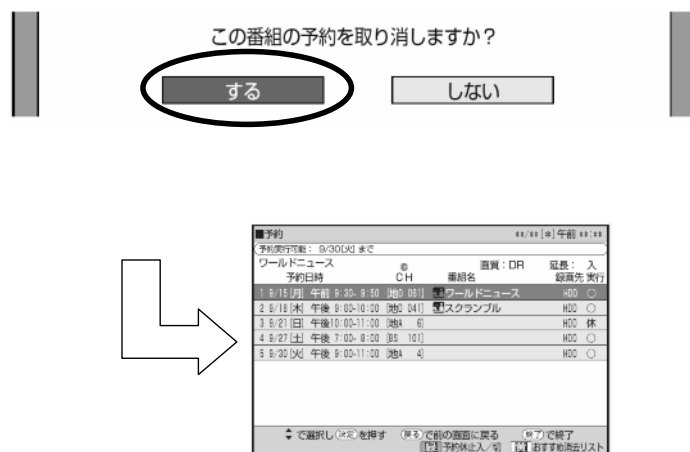 この番組の予約を取り消しますか？
する
しない
■予約 **/** [*] 午前 **:**
予約実行可能： 9/30[火] まで
ワールドニュース 画質：DR 延長： 入
予約日時 CH 番組名 録画先 実行
1 9/15[月] 午前 9:30- 9:50 [地D 061] ワールドニュース HDD ○
2 9/18[木] 午後 9:00-10:00 [地D 041] スクランブル HDD ○
3 9/21[日] 午後10:00-11:00 [地A 6] HDD 休
4 9/27[土] 午後 7:00- 8:00 [BS 101] HDD ○
5 9/30[火] 午後 9:00-11:00 [地A 4] HDD ○
で選択し(決定)を押す (戻る)で前の画面に戻る (終了)で終了
予約休止入／切 おすすめ消去リスト